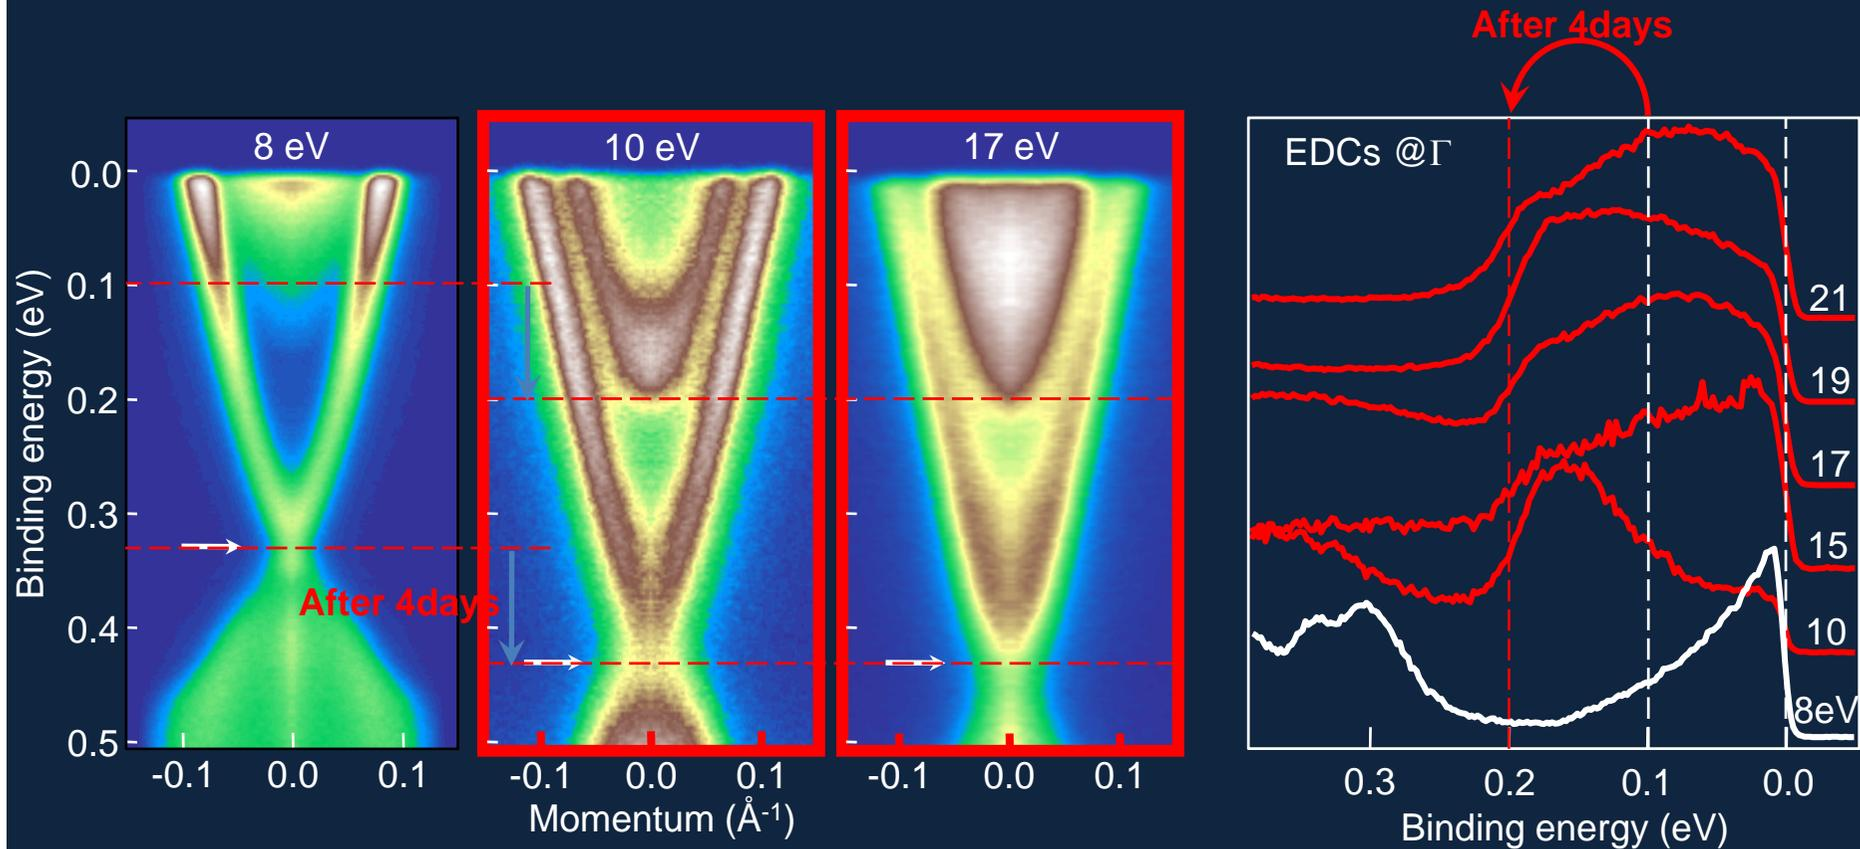 After 4days
8 eV
10 eV
17 eV
EDCs @Γ
Binding energy (eV)
0.0
0.1
0.2
0.3
0.4
0.5
After 4days
21
19
17
15
10
8eV
-0.1 0.0 0.1
-0.1 0.0 0.1
-0.1 0.0 0.1
0.3 0.2 0.1 0.0
Momentum (Å-1)
Binding energy (eV)